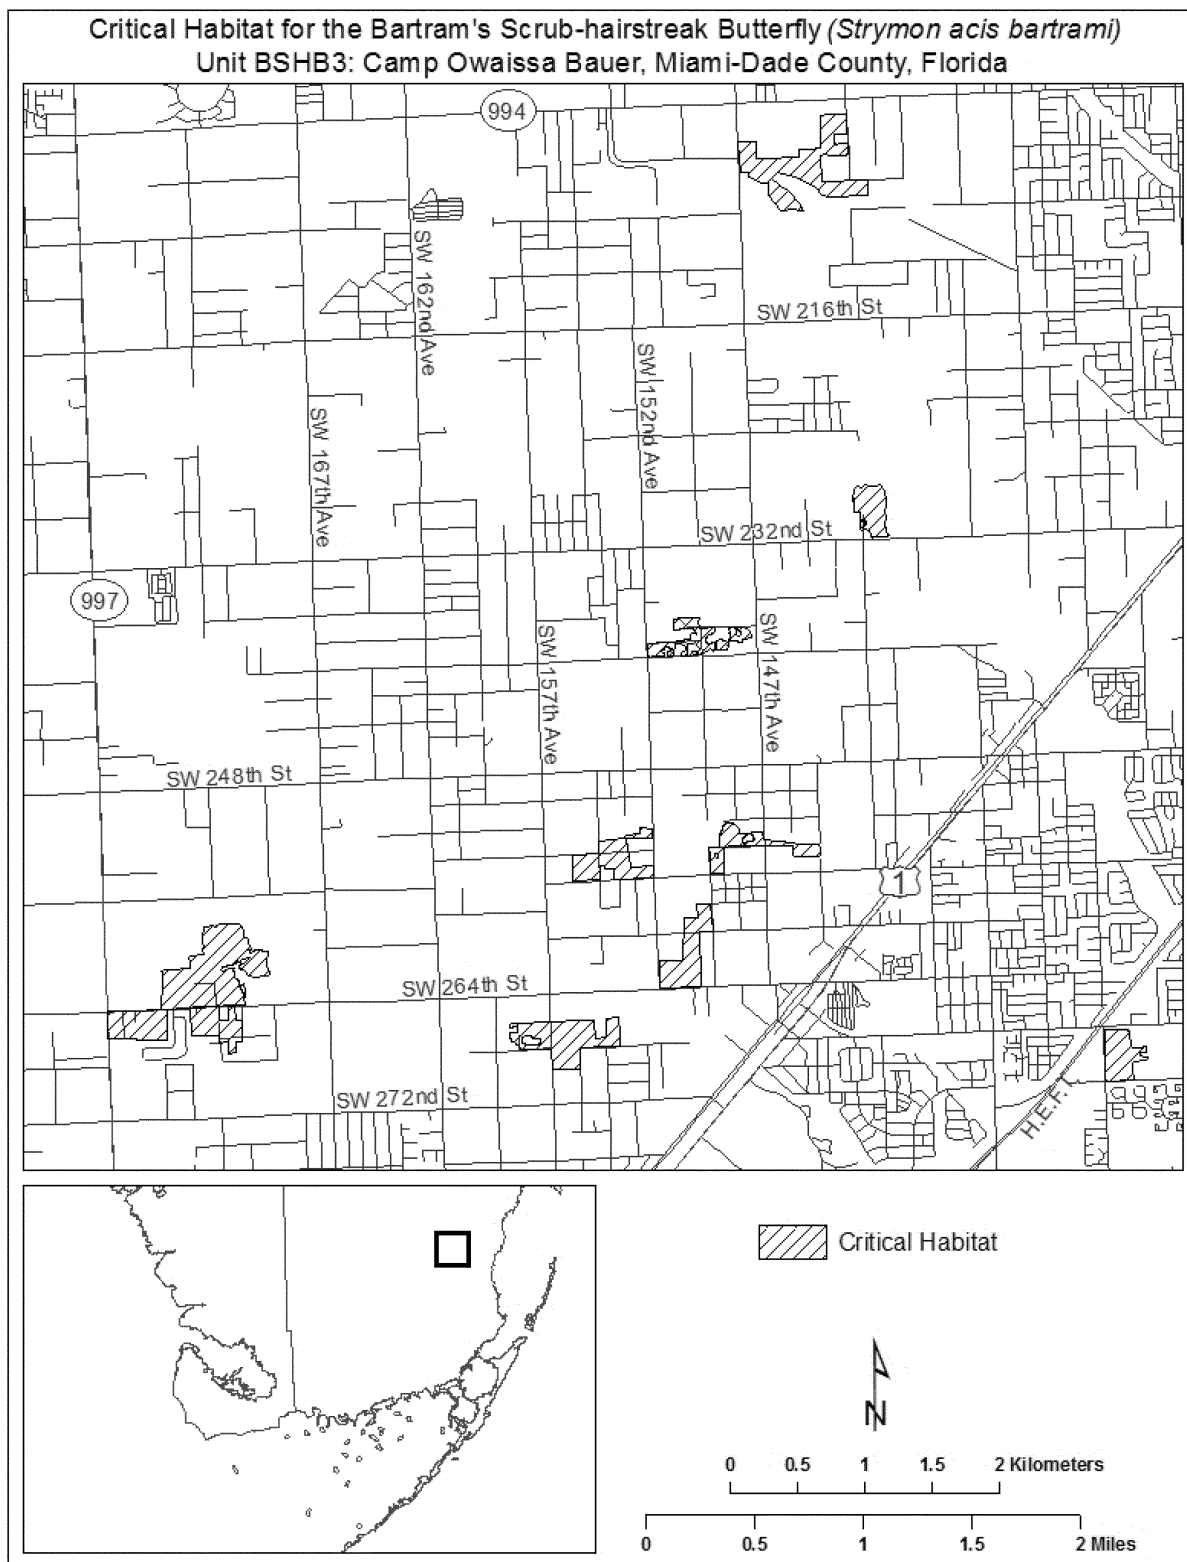 Critical Habitat for the Bartram's Scrub-hairstreak Butterfly (Strymon acis bartrami)
Unit BSHB3: Camp Owaissa Bauer, Miami-Dade County, Florida
994
SW 162nd Ave
SW 216th St
SW 152nd Ave
SW 167th Ave
SW 232nd St
997
SW 157th Ave
SW 147th Ave
SW 248th St
1
SW 264th St
SW 272nd St
H.E.F.T.
Critical Habitat
N
0 0.5 1 1.5 2 Kilometers
0 0.5 1 1.5 2 Miles